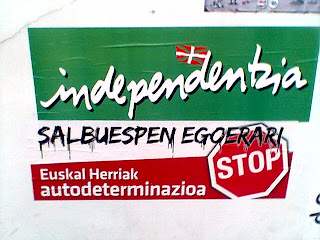 independentzia
SALBUESPEN EGOERARI
STOP
Euskal Herriak
autodeterminazioa